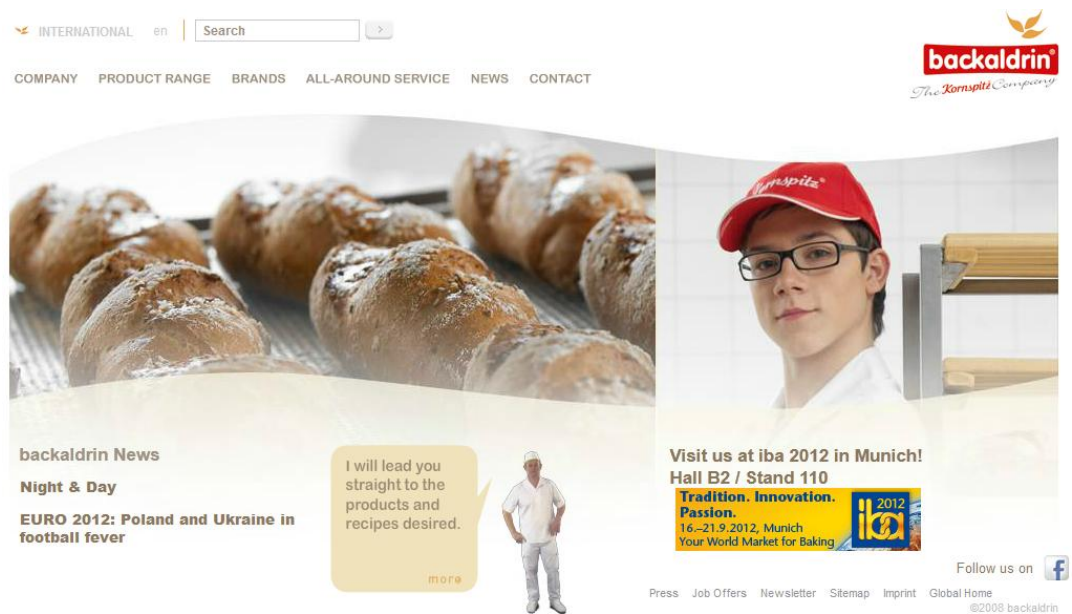 INTERNATIONAL en Search
backaldrin®
The Kornspitz Company
COMPANY PRODUCT RANGE BRANDS ALL-AROUND SERVICE NEWS CONTACT
Kornspitz®
backaldrin News
Night & Day
EURO 2012: Poland and Ukraine in
football fever
I will lead you
straight to the
products and
recipes desired.
more
Visit us at iba 2012 in Munich!
Hall B2 / Stand 110
Tradition. Innovation.
Passion.
16.–21.9.2012, Munich
Your World Market for Baking
2012
iba
Follow us on f
Press Job Offers Newsletter Sitemap Imprint Global Home
©2008 backaldrin